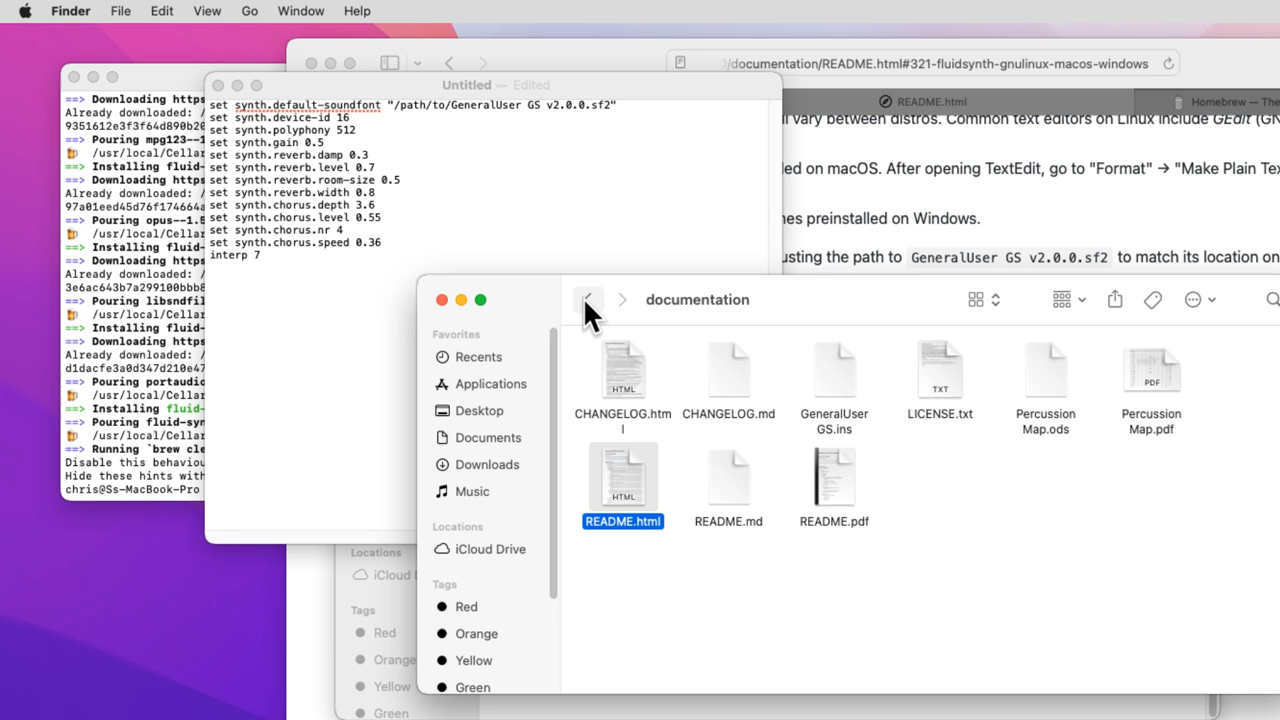 Finder File Edit View Go Window Help
/documentation/README.html#321-fluidsynth-gnulinux-macos-windows
README.html
Homebrew — The
==> Downloading https
Already downloaded: /
9351612e3f3f64d890b20
==> Pouring mpg123--1
/usr/local/Cellar
==> Installing fluid-
==> Downloading https
Already downloaded: /
97a01eed45d76f174664a
==> Pouring opus--1.5
/usr/local/Cellar
==> Installing fluid-
==> Downloading https
Already downloaded: /
3e6ac643b7a299100bbb8
==> Pouring libsndfil
/usr/local/Cellar
==> Installing fluid-
==> Downloading https
Already downloaded: /
d1dacfe3a0d347d210e47
==> Pouring portaudio
/usr/local/Cellar
==> Installing fluid-
==> Pouring fluid-syn
/usr/local/Cellar
==> Running `brew cle
Disable this behaviou
Hide these hints with
chris@Ss-MacBook-Pro
Untitled — Edited
set synth.default-soundfont "/path/to/GeneralUser GS v2.0.0.sf2"
set synth.device-id 16
set synth.polyphony 512
set synth.gain 0.5
set synth.reverb.damp 0.3
set synth.reverb.level 0.7
set synth.reverb.room-size 0.5
set synth.reverb.width 0.8
set synth.chorus.depth 3.6
set synth.chorus.level 0.55
set synth.chorus.nr 4
set synth.chorus.speed 0.36
interp 7
ll vary between distros. Common text editors on Linux include GEdit (GN
ed on macOS. After opening TextEdit, go to "Format" → "Make Plain Te
nes preinstalled on Windows.
usting the path to GeneralUser GS v2.0.0.sf2 to match its location on
documentation
Favorites
Recents
Applications
Desktop
Documents
Downloads
Music
Locations
iCloud Drive
Tags
Red
Orange
Yellow
Green
HTML
CHANGELOG.htm
l
CHANGELOG.md
GeneralUser
GS.ins
TXT
LICENSE.txt
Percussion
Map.ods
PDF
Percussion
Map.pdf
HTML
README.html
README.md
README.pdf
Locations
iCloud D
Tags
Red
Orange
Yellow
Green